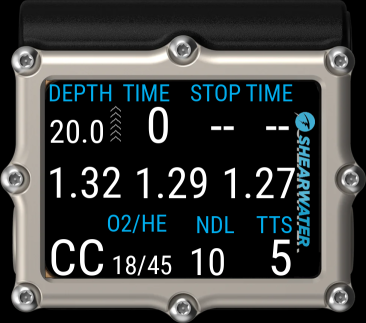 DEPTH TIME STOP TIME
20.0 0 -- --
1.32 1.29 1.27
O2/HE NDL TTS
CC 18/45 10 5
SHEARWATER